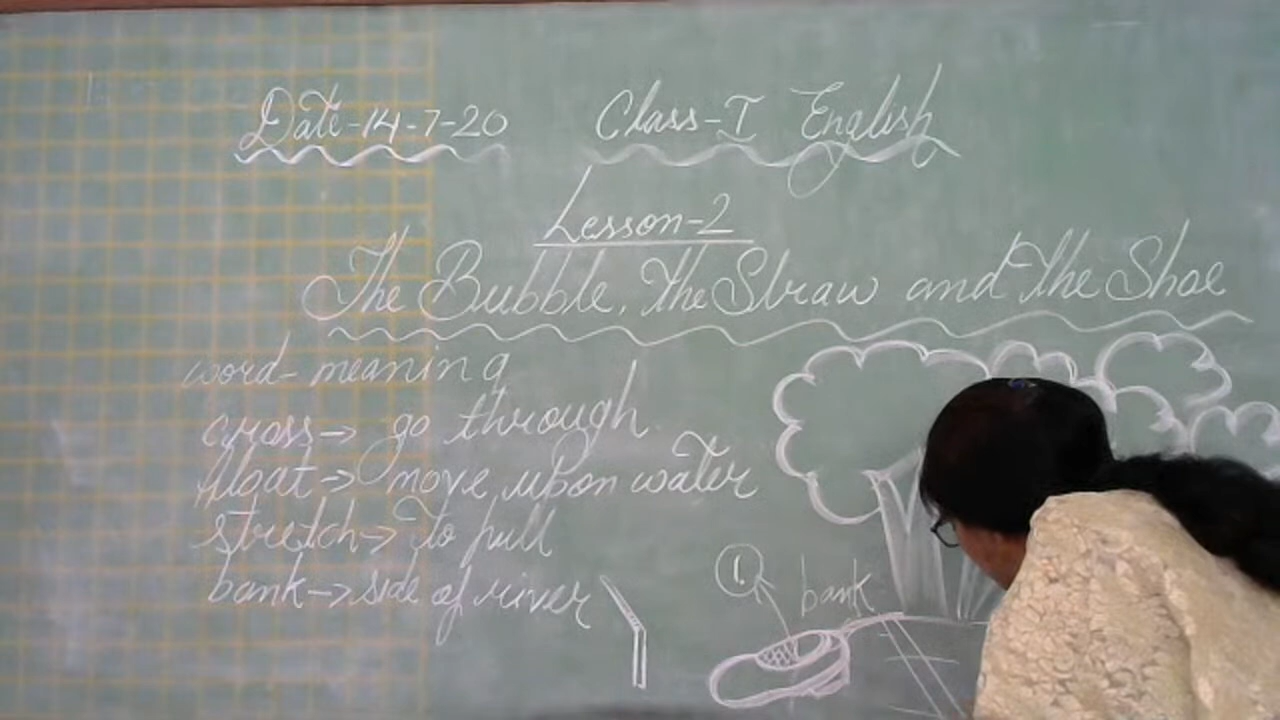 Date-14-7-20 Class-I English
Lesson-2
The Bubble, the Straw and the Shoe
word-meaning
cross→ go through
float→ move upon water
stretch→ to pull
bank→ side of river
1.
bank